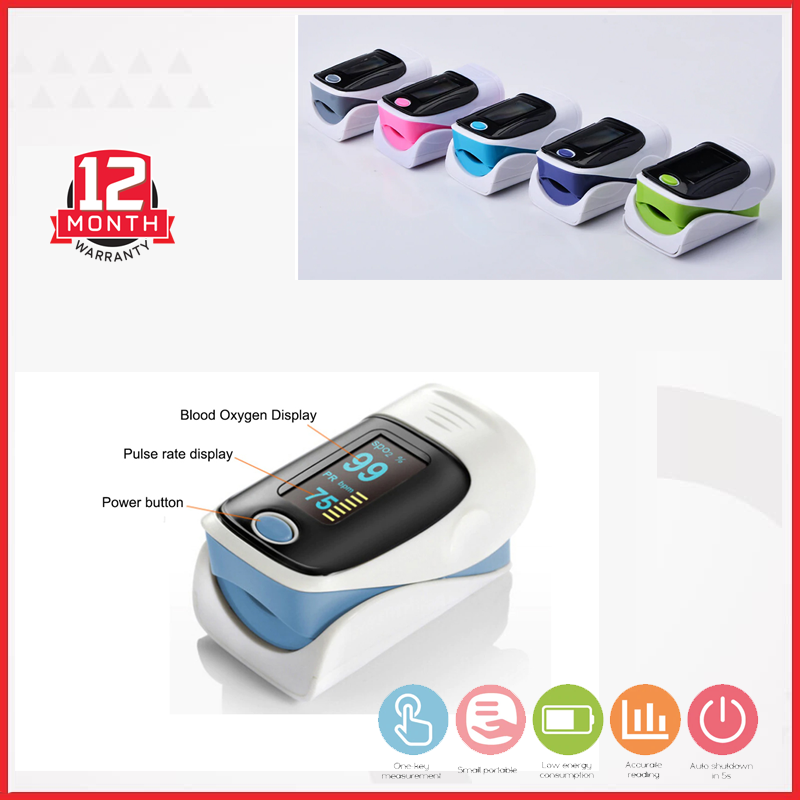 12
MONTH
WARRANTY
Blood Oxygen Display
Pulse rate display
Power button
SpO2 %
99
PR bpm
75
One-key
measurement
Small portable
Low energy
consumption
Accurate
reading
Auto shutdown
in 5s